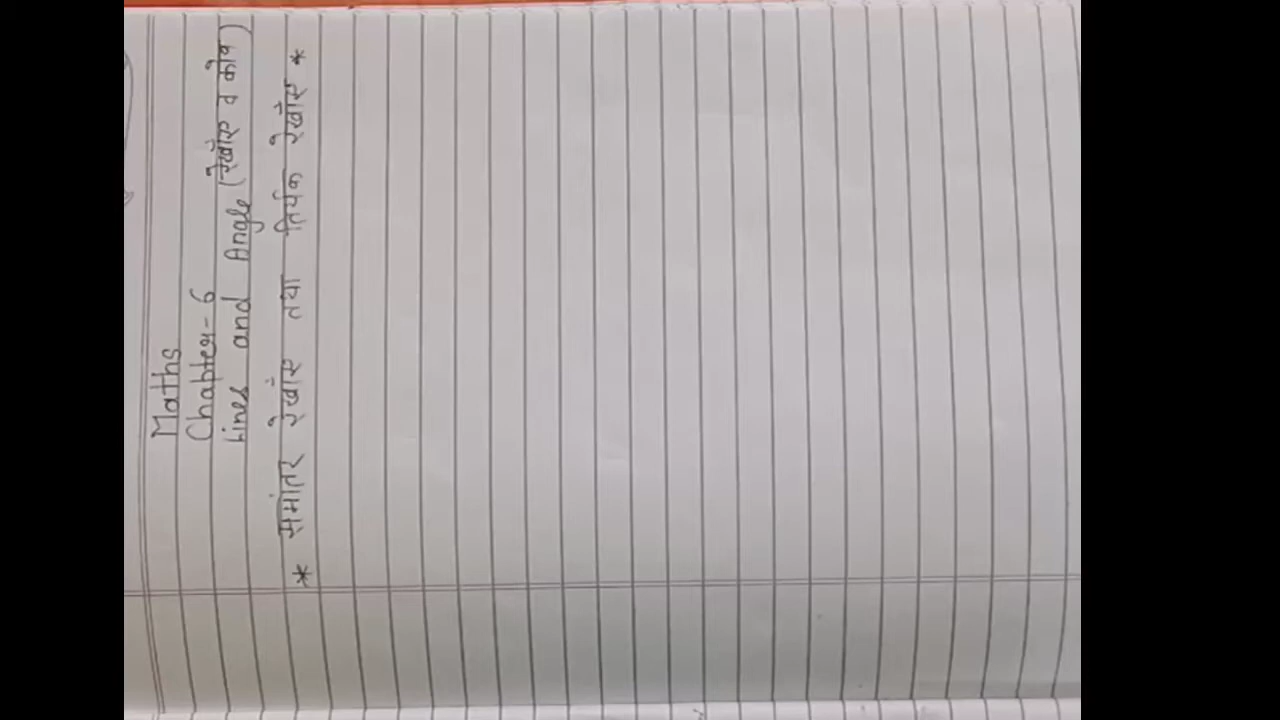 Maths
Chapter-6
Lines and Angle (रेखाँए व कोण)
* समांतर रेखाँए तथा तिर्यक रेखाँए *